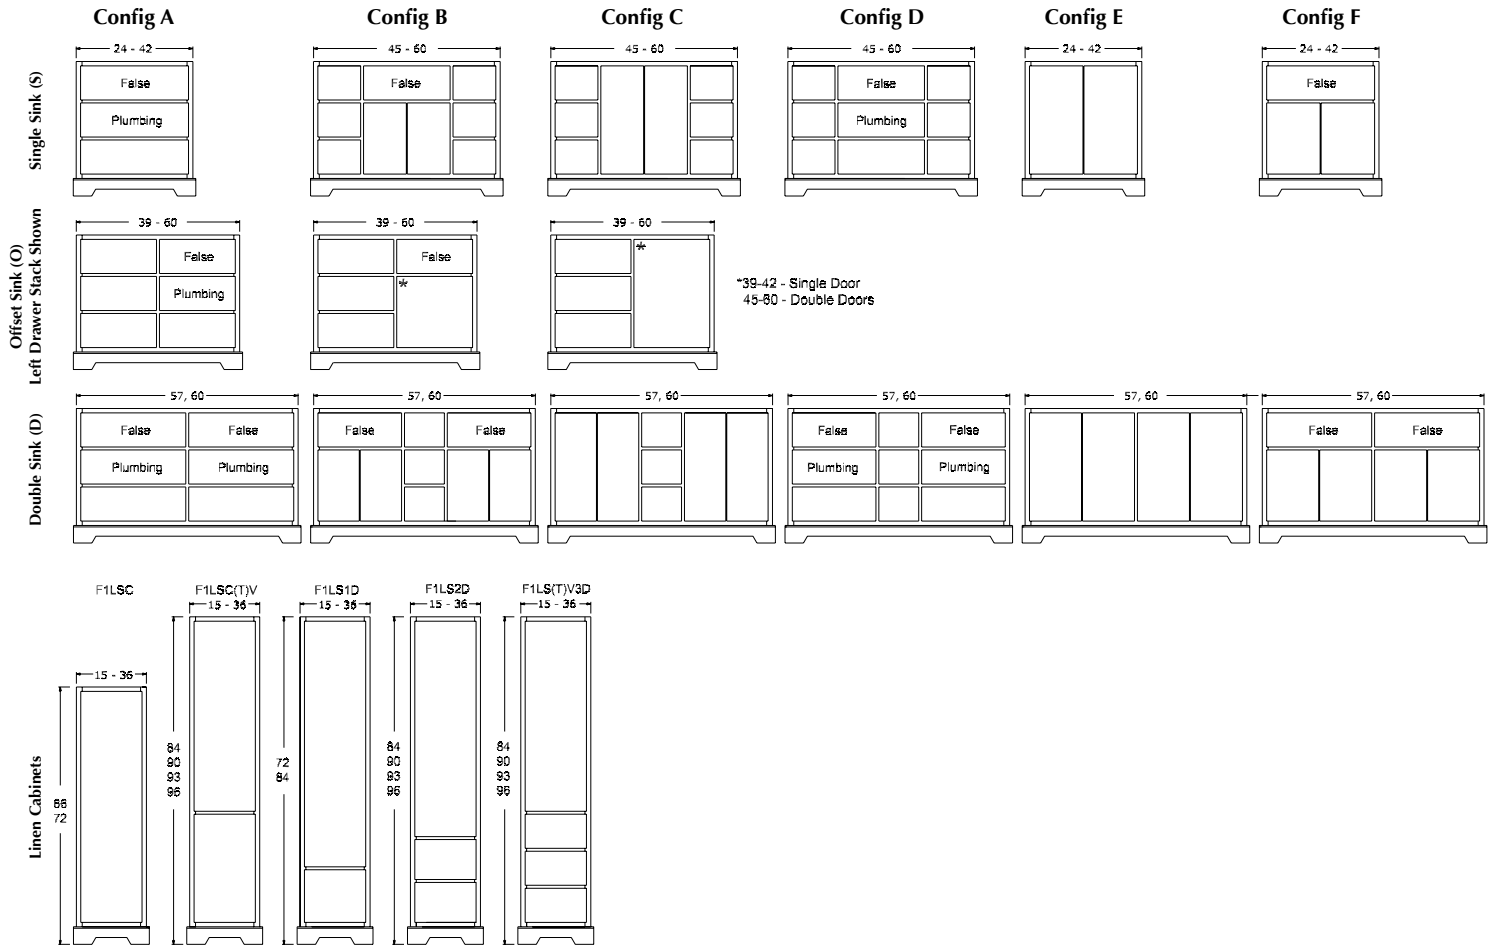 Config A
Config B
Config C
Config D
Config E
Config F
Single Sink (S)
24 - 42
45 - 60
45 - 60
45 - 60
24 - 42
24 - 42
False
False
False
False
Plumbing
Plumbing
Offset Sink (O)
Left Drawer Stack Shown
39 - 60
39 - 60
39 - 60
False
False
*
*
Plumbing
*39-42 - Single Door
45-60 - Double Doors
Double Sink (D)
57, 60
57, 60
57, 60
57, 60
57, 60
57, 60
False
False
False
False
False
False
False
False
Plumbing
Plumbing
Plumbing
Plumbing
Linen Cabinets
F1LSC
F1LSC(T)V
F1LS1D
F1LS2D
F1LS(T)V3D
15 - 36
15 - 36
15 - 36
15 - 36
15 - 36
72
84
90
93
96
72
84
84
90
93
96
84
90
93
96